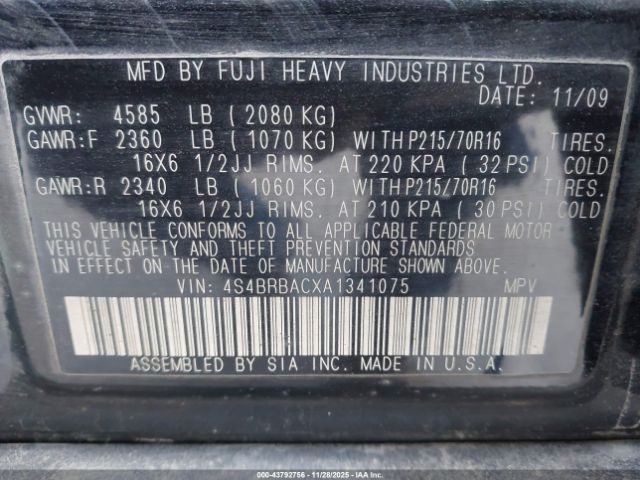 MFD BY FUJI HEAVY INDUSTRIES LTD.
DATE: 11/09
GVWR: 4585 LB ( 2080 KG)
GAWR:F 2360 LB ( 1070 KG) WITH P215/70R16 TIRES.
16X6 1/2JJ RIMS. AT 220 KPA ( 32 PSI) COLD
GAWR:R 2340 LB ( 1060 KG) WITH P215/70R16 TIRES.
16X6 1/2JJ RIMS. AT 210 KPA ( 30 PSI) COLD
THIS VEHICLE CONFORMS TO ALL APPLICABLE FEDERAL MOTOR
VEHICLE SAFETY AND THEFT PREVENTION STANDARDS
IN EFFECT ON THE DATE OF MANUFACTURE SHOWN ABOVE.
VIN: 4S4BRBACXA1341075 MPV
ASSEMBLED BY SIA INC. MADE IN U.S.A.
000-43792756 | 11/28/2025 | IAAI.COM